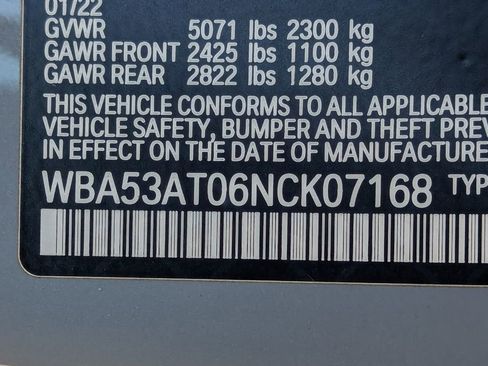 01/22
GVWR 5071 lbs 2300 kg
GAWR FRONT 2425 lbs 1100 kg
GAWR REAR 2822 lbs 1280 kg
THIS VEHICLE CONFORMS TO ALL APPLICABLE
VEHICLE SAFETY, BUMPER AND THEFT PREV
IN EFFECT ON THE DATE OF MANUFACTURE
WBA53AT06NCK07168 TYP